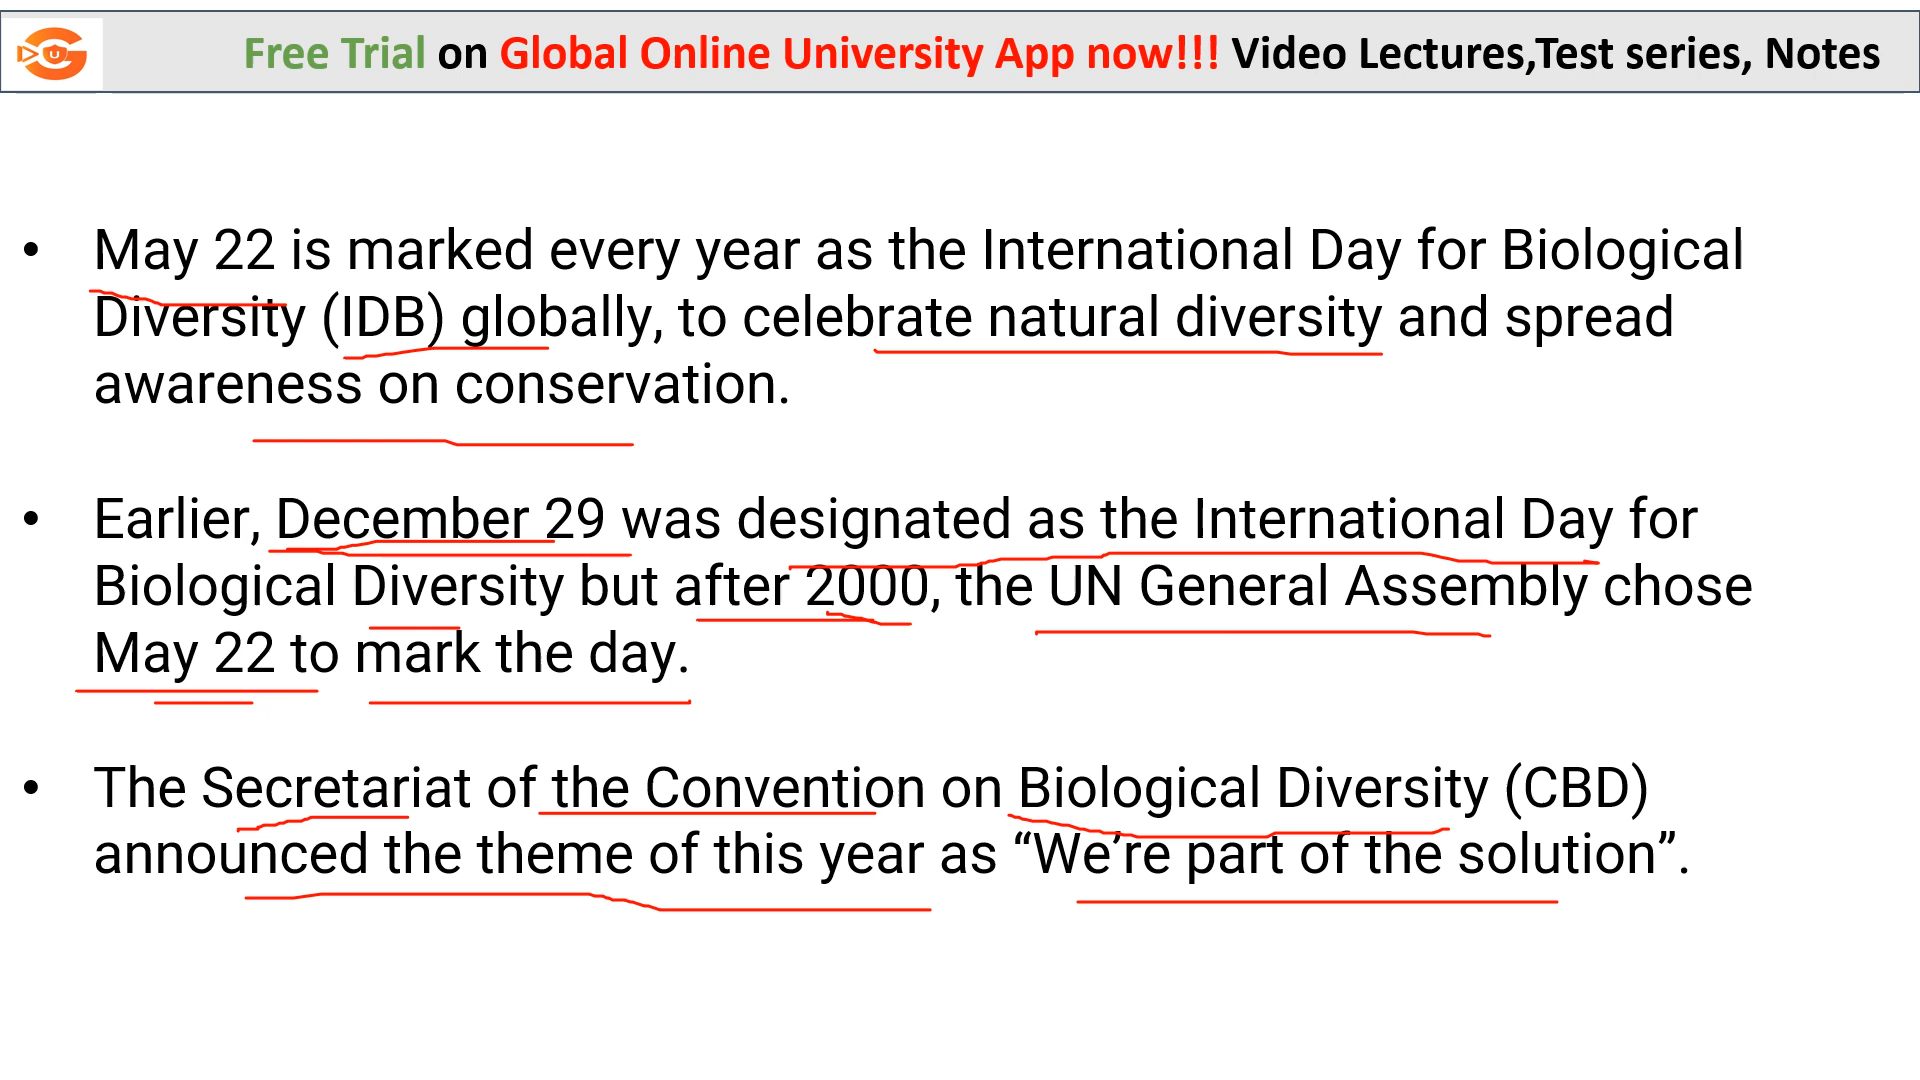 Free Trial on Global Online University App now!!! Video Lectures,Test series, Notes
U
• May 22 is marked every year as the International Day for Biological
Diversity (IDB) globally, to celebrate natural diversity and spread
awareness on conservation.
• Earlier, December 29 was designated as the International Day for
Biological Diversity but after 2000, the UN General Assembly chose
May 22 to mark the day.
• The Secretariat of the Convention on Biological Diversity (CBD)
announced the theme of this year as “We’re part of the solution”.